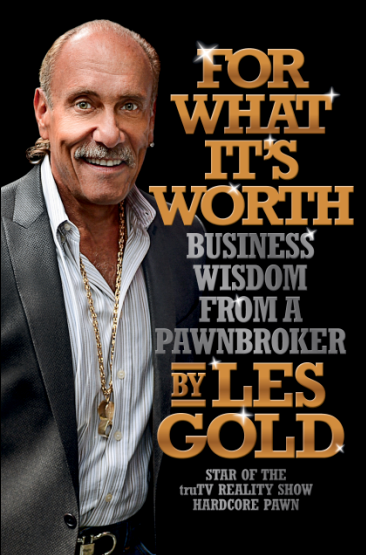 FOR
WHAT
IT'S
WORTH
BUSINESS
WISDOM
FROM A
PAWNBROKER
BY LES
GOLD
STAR OF THE
truTV REALITY SHOW
HARDCORE PAWN